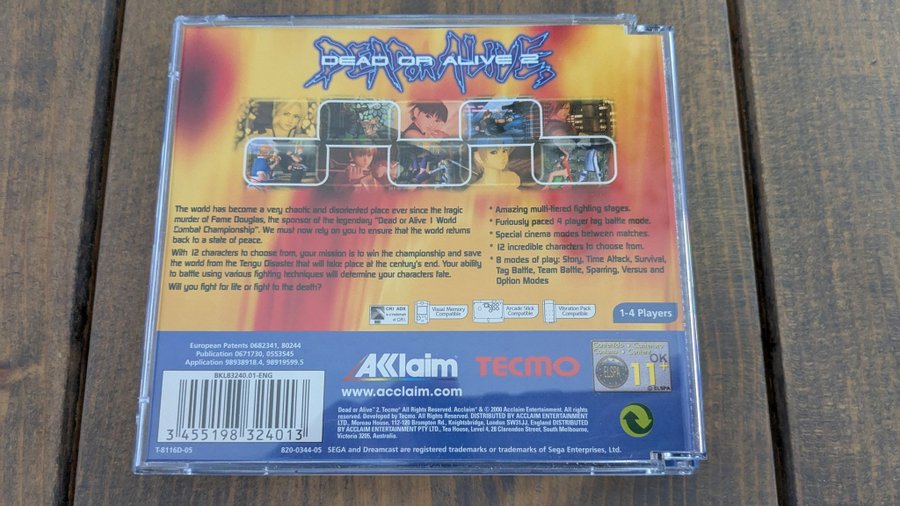 DEAD OR ALIVE 2
The world has become a very chaotic and disoriented place ever since the tragic
murder of Fame Douglas, the sponsor of the legendary "Dead or Alive 1 World
Combat Championship". We must now rely on you to ensure that the world returns
back to a state of peace.
With 12 characters to choose from, your mission is to win the championship and save
the world from the Tengu Disaster that will take place at the century's end. Your ability
to battle using various fighting techniques will determine your characters fate.
Will you fight for life or fight to the death?
* Amazing multi-tiered fighting stages.
* Furiously paced 4 player tag battle mode.
* Special cinema modes between matches.
* 12 incredible characters to choose from.
* 8 modes of play: Story, Time Attack, Survival,
Tag Battle, Team Battle, Sparring, Versus and
Option Modes
CRI ADX
is a trademark
of CRI.
Visual Memory
Compatible
Arcade Stick
Compatible
Vibration Pack
Compatible
1-4 Players
European Patents 0682341, 80244
Publication 0671730, 0553545
Application 98938918.4, 98919599.5
BKL83240.01-ENG
3 455198 324013
T-8116D-05
820-0344-05
AKKlaim
www.acclaim.com
TECMO
OK
11+
ELSPA
© ELSPA
Dead or Alive™ 2, Tecmo® All Rights Reserved. Acclaim® & © 2000 Acclaim Entertainment, All rights
reserved. Developed by Tecmo. All Rights Reserved. DISTRIBUTED BY ACCLAIM ENTERTAINMENT LTD.,
Moreau House, 112-120 Brompton Rd., Knightsbridge, London SW31JJ, England DISTRIBUTED
BY ACCLAIM ENTERTAINMENT PTY LTD., Tea House, Level 4, 28 Clarendon Street, South Melbourne,
Victoria 3205, Australia.
SEGA and Dreamcast are registered trademarks or trademarks of Sega Enterprises, Ltd.